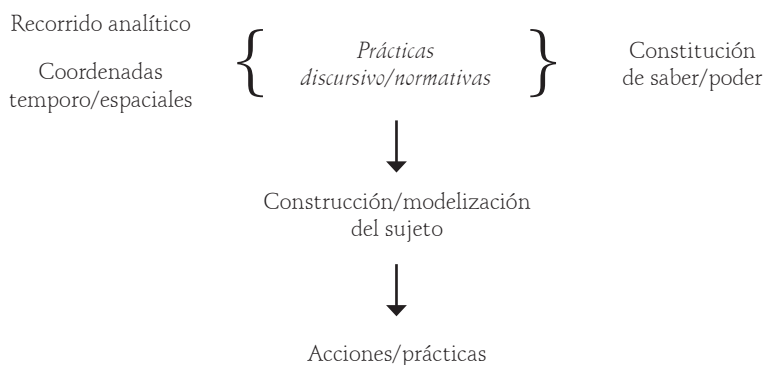 Recorrido analítico
Coordenadas
temporo/espaciales
{
Prácticas
discursivo/normativas
}
Constitución
de saber/poder
Construcción/modelización
del sujeto
Acciones/prácticas